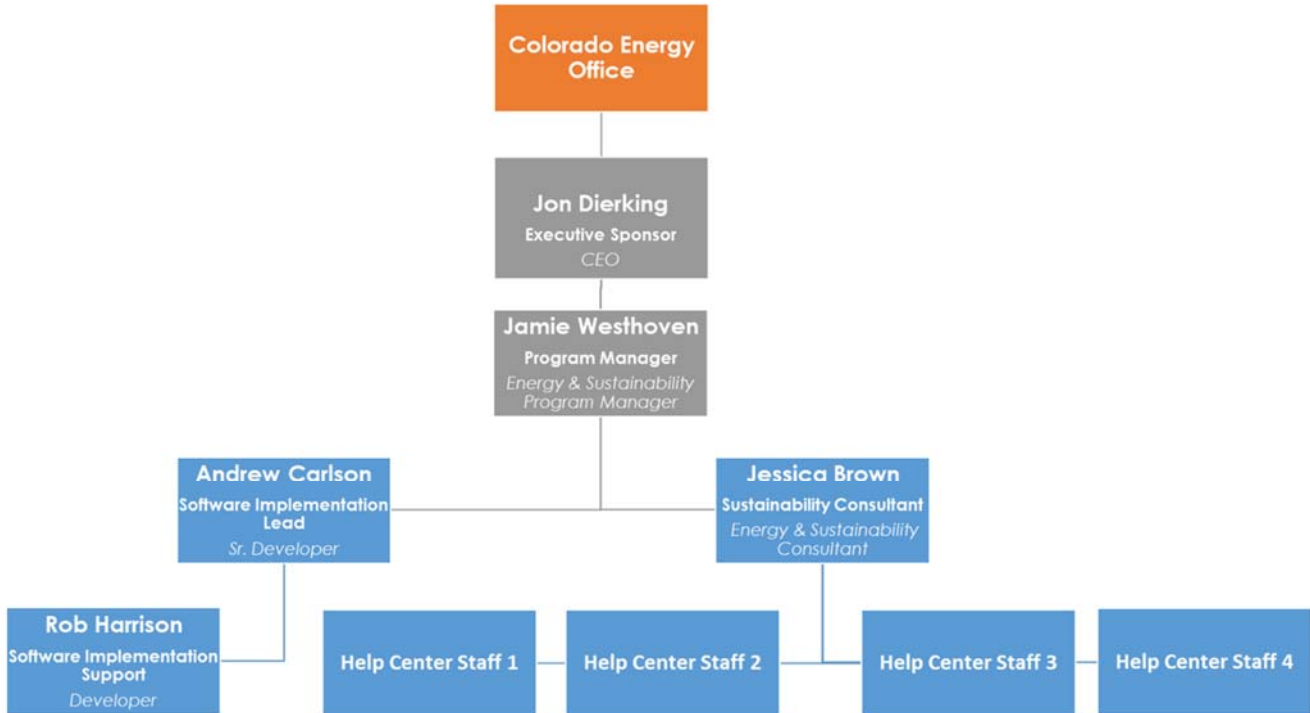 Colorado Energy
Office
Jon Dierking
Executive Sponsor
CEO
Jamie Westhoven
Program Manager
Energy & Sustainability
Program Manager
Andrew Carlson
Software Implementation
Lead
Sr. Developer
Jessica Brown
Sustainability Consultant
Energy & Sustainability
Consultant
Rob Harrison
Software Implementation
Support
Developer
Help Center Staff 1
Help Center Staff 2
Help Center Staff 3
Help Center Staff 4